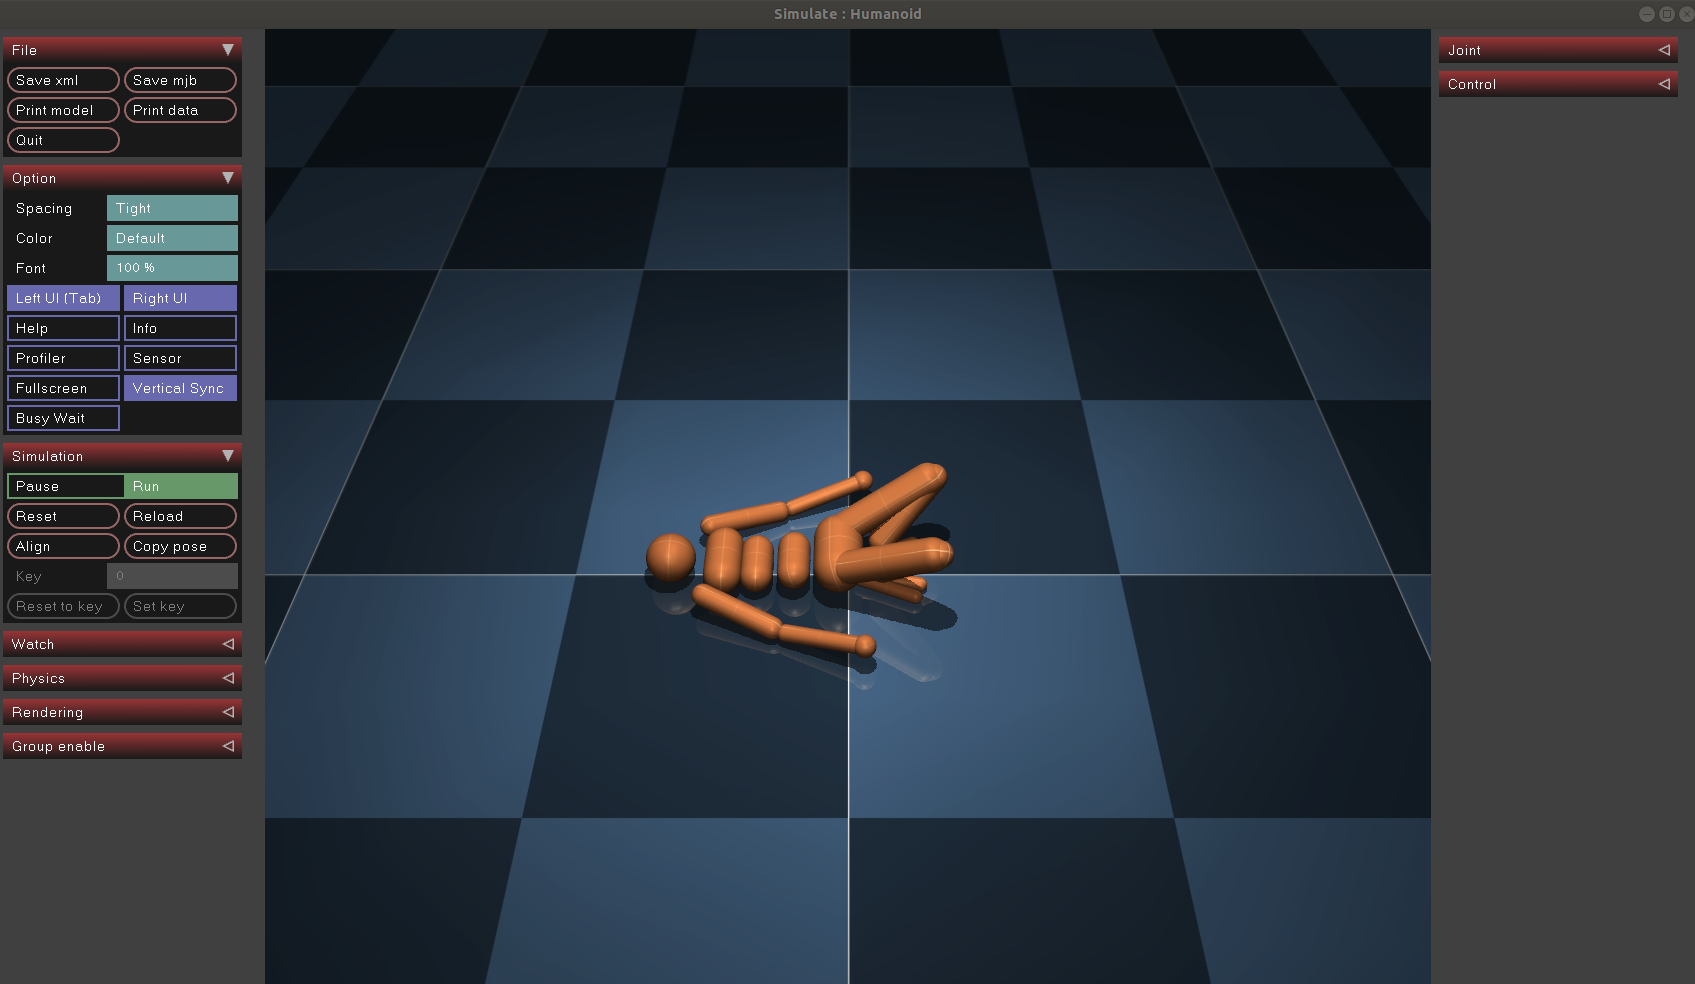 Simulate : Humanoid
File
Save xml Save mjb
Print model Print data
Quit
Option
Spacing Tight
Color Default
Font 100 %
Left UI (Tab) Right UI
Help Info
Profiler Sensor
Fullscreen Vertical Sync
Busy Wait
Simulation
Pause Run
Reset Reload
Align Copy pose
Key 0
Reset to key Set key
Watch
Physics
Rendering
Group enable
Joint
Control